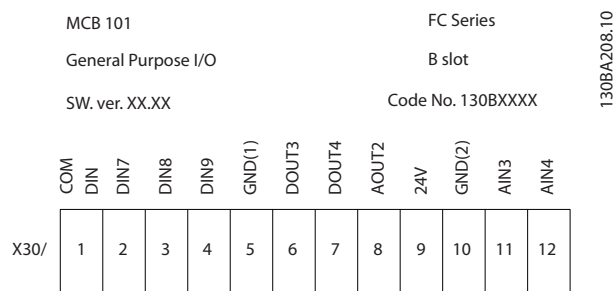 MCB 101 FC Series
General Purpose I/O B slot
SW. ver. XX.XX Code No. 130BXXXX
130BA208.10
COM DIN DIN7 DIN8 DIN9 GND(1) DOUT3 DOUT4 AOUT2 24V GND(2) AIN3 AIN4
X30/ 1 2 3 4 5 6 7 8 9 10 11 12